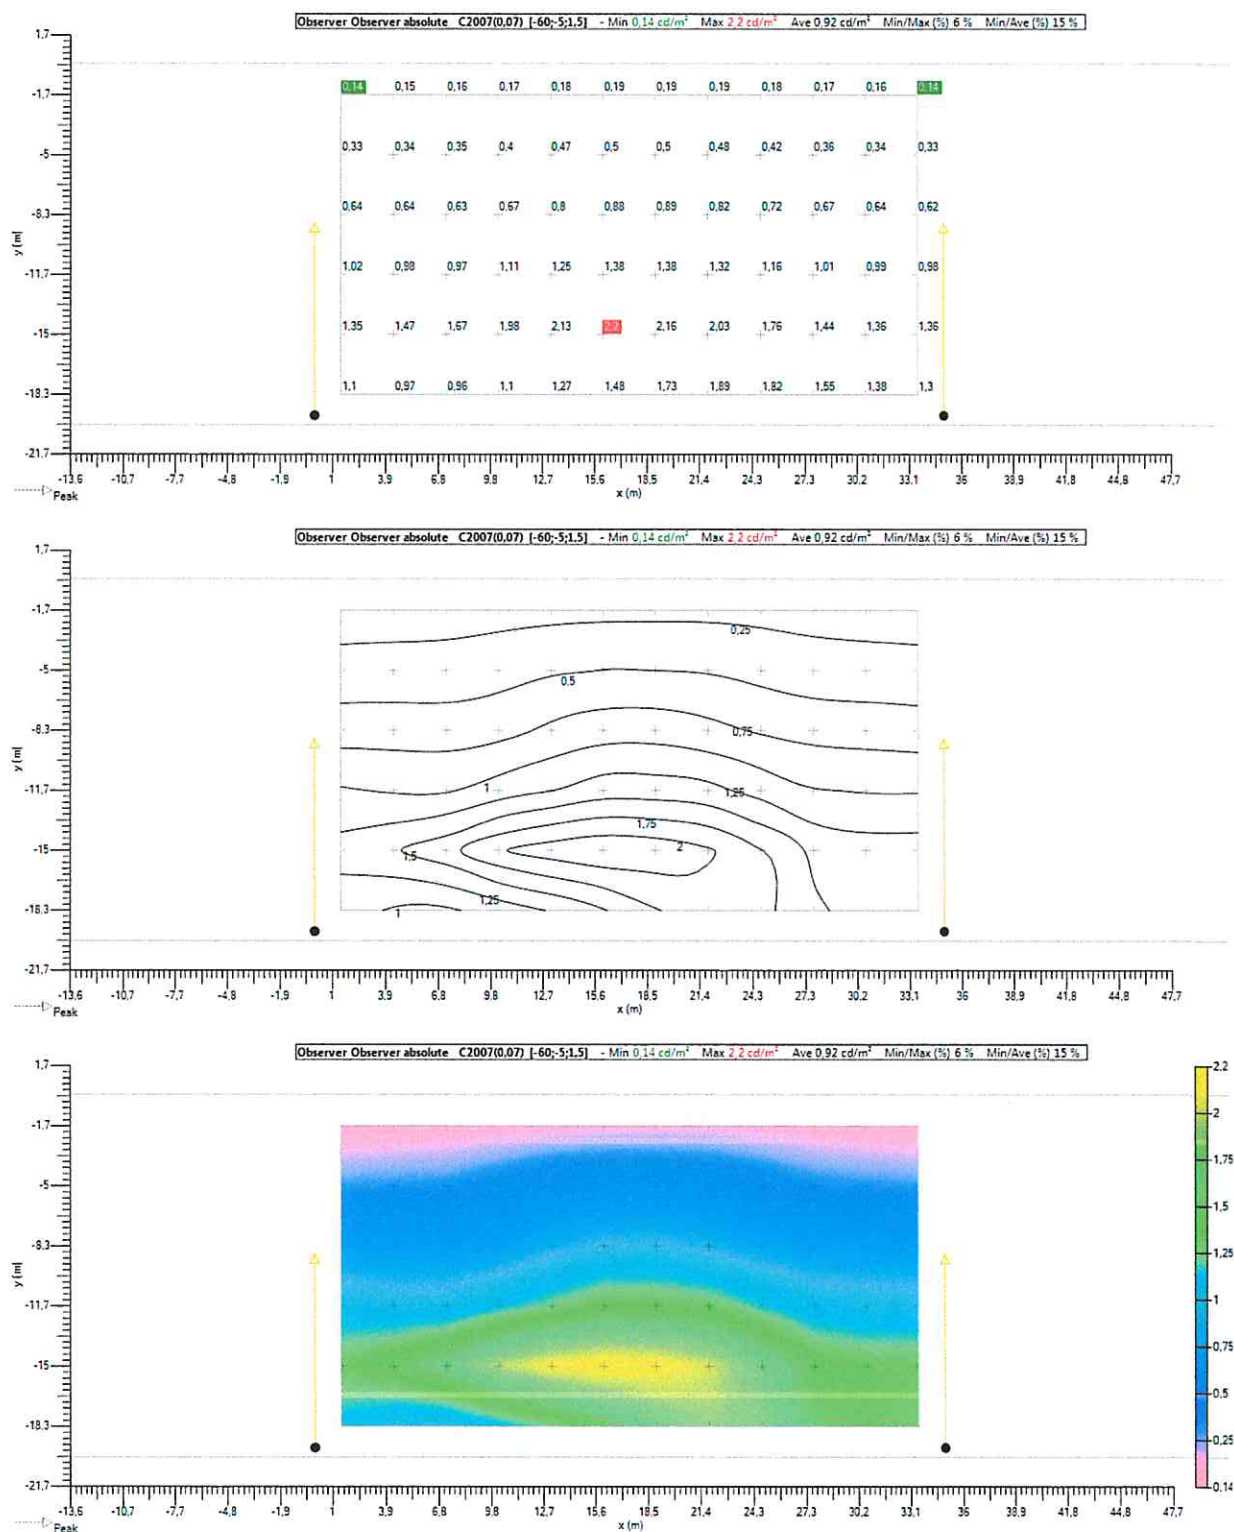 Observer Observer absolute C2007(0,07) [-60;-5;1,5] - Min 0,14 cd/m² Max 2,2 cd/m² Ave 0,92 cd/m² Min/Max (%) 6 % Min/Ave (%) 15 %
1.7
0,14 0,15 0,16 0,17 0,18 0,19 0,19 0,19 0,18 0,17 0,16 0,14
-1,7
0,33 0,34 0,35 0,4 0,47 0,5 0,5 0,48 0,42 0,36 0,34 0,33
-5
0,64 0,64 0,63 0,67 0,8 0,88 0,89 0,82 0,72 0,67 0,64 0,62
-8,3
y (m)
1,02 0,98 0,97 1,11 1,25 1,38 1,38 1,32 1,16 1,01 0,99 0,98
-11.7
1,35 1,47 1,67 1,98 2,13 2,2 2,16 2,03 1,76 1,44 1,36 1,36
-15
1,1 0,97 0,96 1,1 1,27 1,48 1,73 1,89 1,82 1,55 1,38 1,3
-18,3
-21.7
-13.6 -10,7 -7,7 -4,8 -1,9 1 3,9 6,8 9,8 12,7 15,6 18,5 21,4 24,3 27,3 30,2 33,1 36 38,9 41,8 44,8 47,7
Peak x (m)
Observer Observer absolute C2007(0,07) [-60;-5;1,5] - Min 0,14 cd/m² Max 2,2 cd/m² Ave 0,92 cd/m² Min/Max (%) 6 % Min/Ave (%) 15 %
1,7
-1,7
0,25
-5
0,5
-8,3
0,75
y (m)
-11,7
1 1,25
1,75
-15
2
1,5
1,25
-18,3
1
-21,7
-13,6 -10,7 -7,7 -4,8 -1,9 1 3,9 6,8 9,8 12,7 15,6 18,5 21,4 24,3 27,3 30,2 33,1 36 38,9 41,8 44,8 47,7
Peak x (m)
Observer Observer absolute C2007(0,07) [-60;-5;1,5] - Min 0,14 cd/m² Max 2,2 cd/m² Ave 0,92 cd/m² Min/Max (%) 6 % Min/Ave (%) 15 %
1,7
2,2
2
-1,7
1,75
-5
1,5
-8,3
1,25
y (m)
1
-11,7
0,75
-15
0,5
-18,3
0,25
-21,7
0,14
-13,6 -10,7 -7,7 -4,8 -1,9 1 3,9 6,8 9,8 12,7 15,6 18,5 21,4 24,3 27,3 30,2 33,1 36 38,9 41,8 44,8 47,7
Peak x (m)